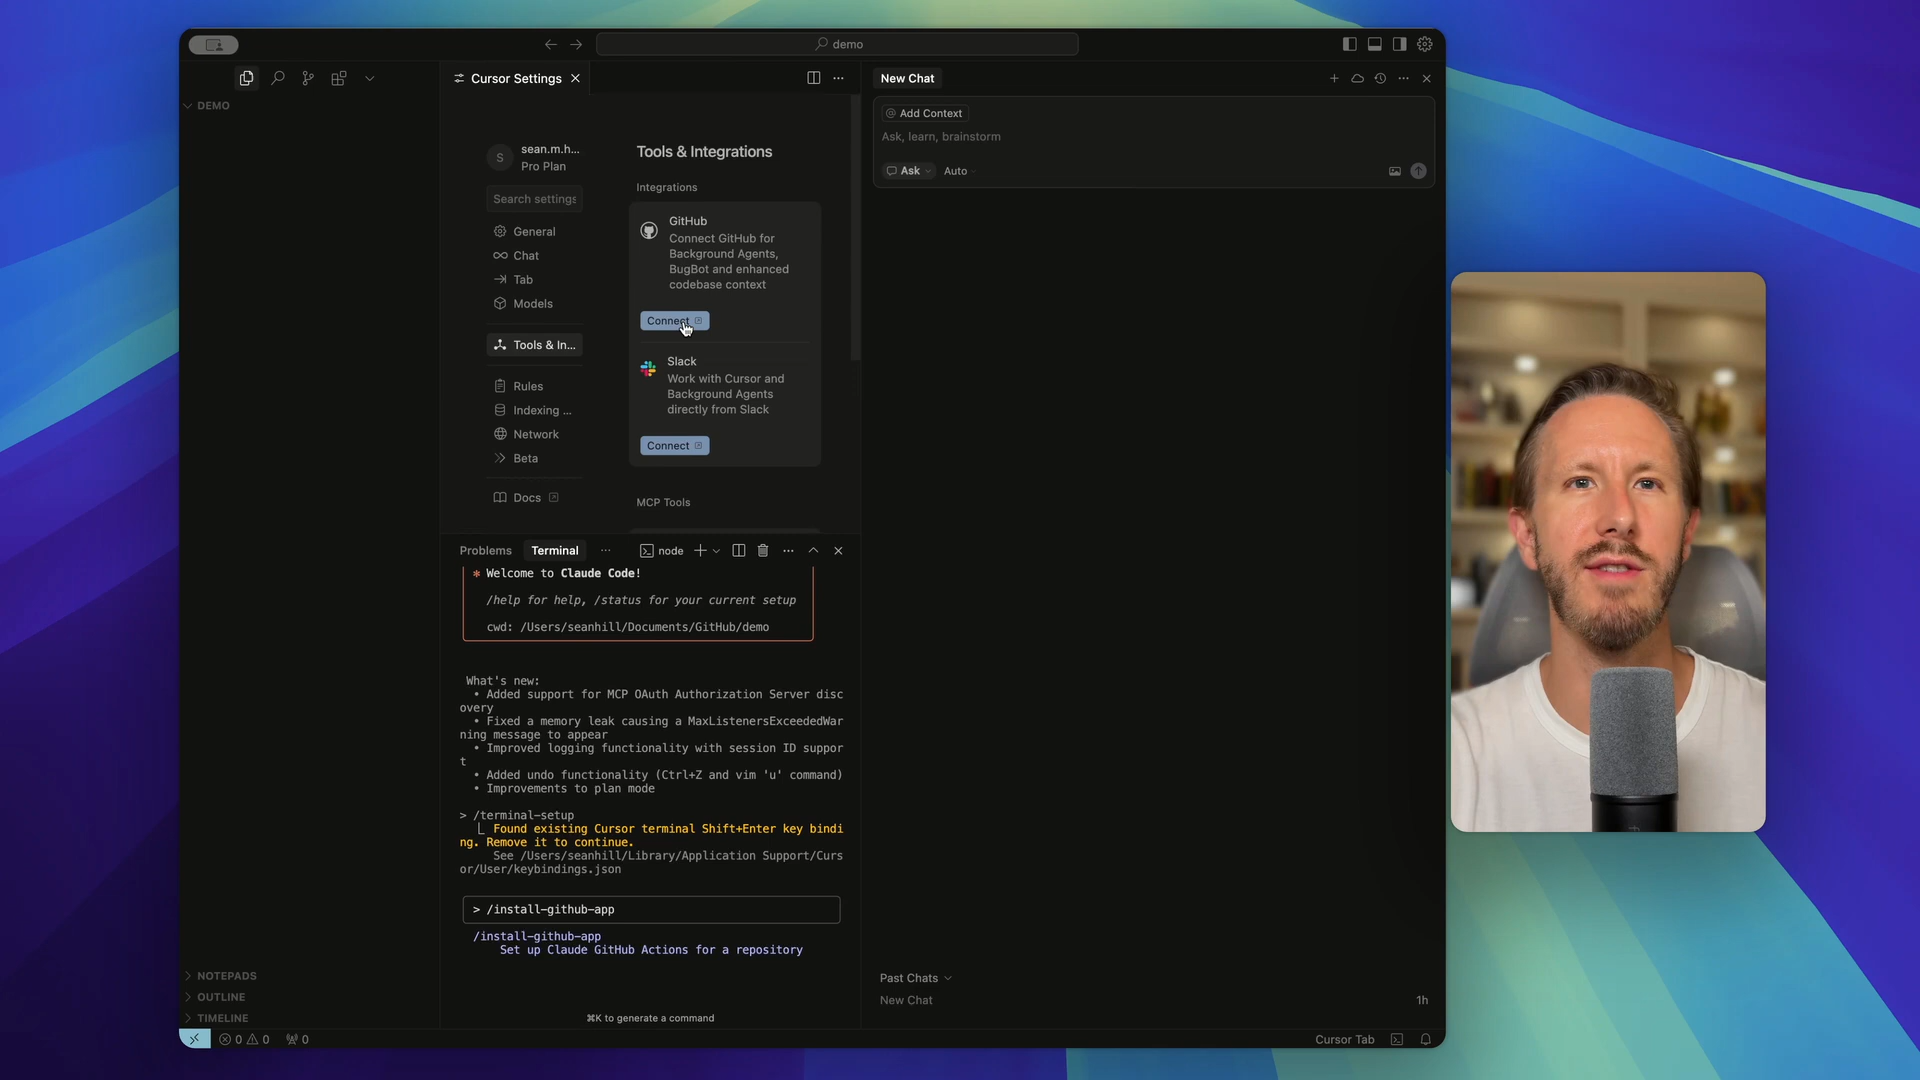 demo
DEMO
NOTEPADS
OUTLINE
TIMELINE
Cursor Settings
S
sean.m.h...
Pro Plan
Search settings
General
Chat
Tab
Models
Tools & In...
Rules
Indexing ...
Network
Beta
Docs
Tools & Integrations
Integrations
GitHub
Connect GitHub for
Background Agents,
BugBot and enhanced
codebase context
Connect
Slack
Work with Cursor and
Background Agents
directly from Slack
Connect
MCP Tools
Problems Terminal ... node
* Welcome to Claude Code!
/help for help, /status for your current setup
cwd: /Users/seanhill/Documents/GitHub/demo
What's new:
• Added support for MCP OAuth Authorization Server disc
overy
• Fixed a memory leak causing a MaxListenersExceededWar
ning message to appear
• Improved logging functionality with session ID suppor
t
• Added undo functionality (Ctrl+Z and vim 'u' command)
• Improvements to plan mode
> /terminal-setup
⎿ Found existing Cursor terminal Shift+Enter key bindi
ng. Remove it to continue.
See /Users/seanhill/Library/Application Support/Curs
or/User/keybindings.json
> /install-github-app
/install-github-app
Set up Claude GitHub Actions for a repository
⌘K to generate a command
New Chat
@ Add Context
Ask, learn, brainstorm
Ask Auto
Past Chats
New Chat 1h
0 0 0
Cursor Tab